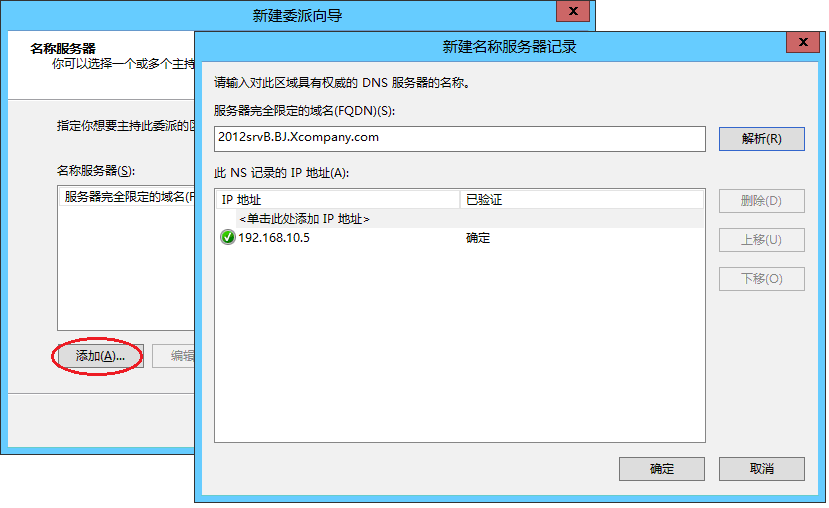 新建委派向导
x
名称服务器
你可以选择一个或多个主持
指定你想要主持此委派的区
名称服务器(S):
服务器完全限定的域名(F
添加(A)...
编辑
新建名称服务器记录
x
请输入对此区域具有权威的 DNS 服务器的名称。
服务器完全限定的域名(FQDN)(S):
2012srvB.BJ.Xcompany.com
解析(R)
此 NS 记录的 IP 地址(A):
IP 地址 已验证
<单击此处添加 IP 地址>
192.168.10.5 确定
删除(D)
上移(U)
下移(O)
确定 取消